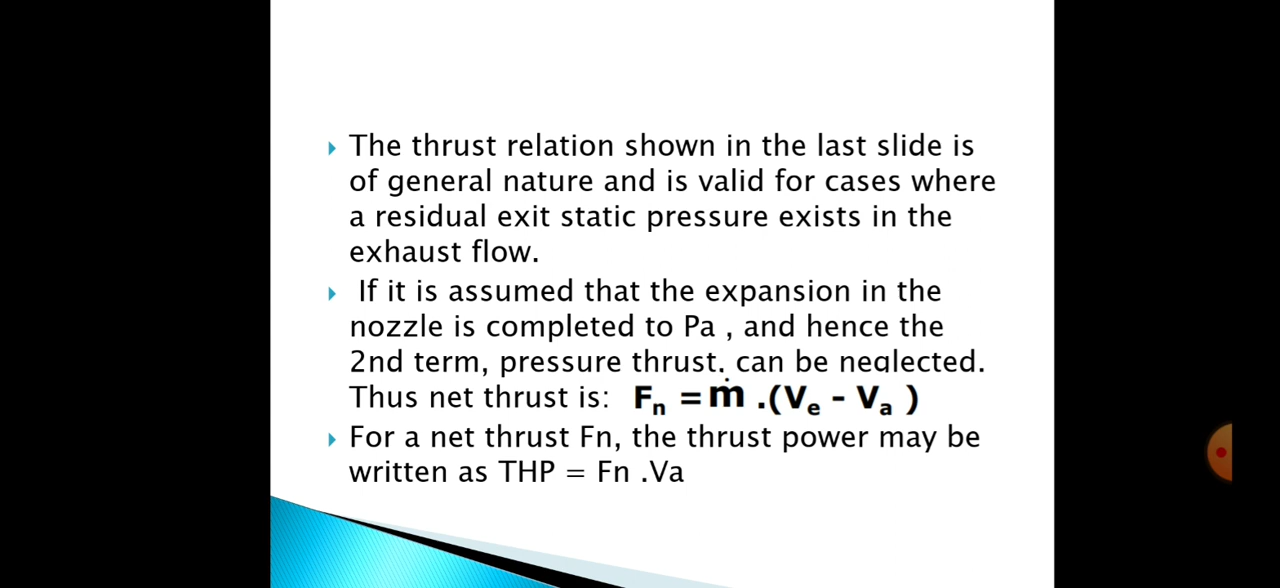 The thrust relation shown in the last slide is
of general nature and is valid for cases where
a residual exit static pressure exists in the
exhaust flow.
If it is assumed that the expansion in the
nozzle is completed to Pa , and hence the
2nd term, pressure thrust, can be neglected.
Thus net thrust is: Fₙ = ṁ .(Vₑ - Vₐ )
For a net thrust Fn, the thrust power may be
written as THP = Fn .Va